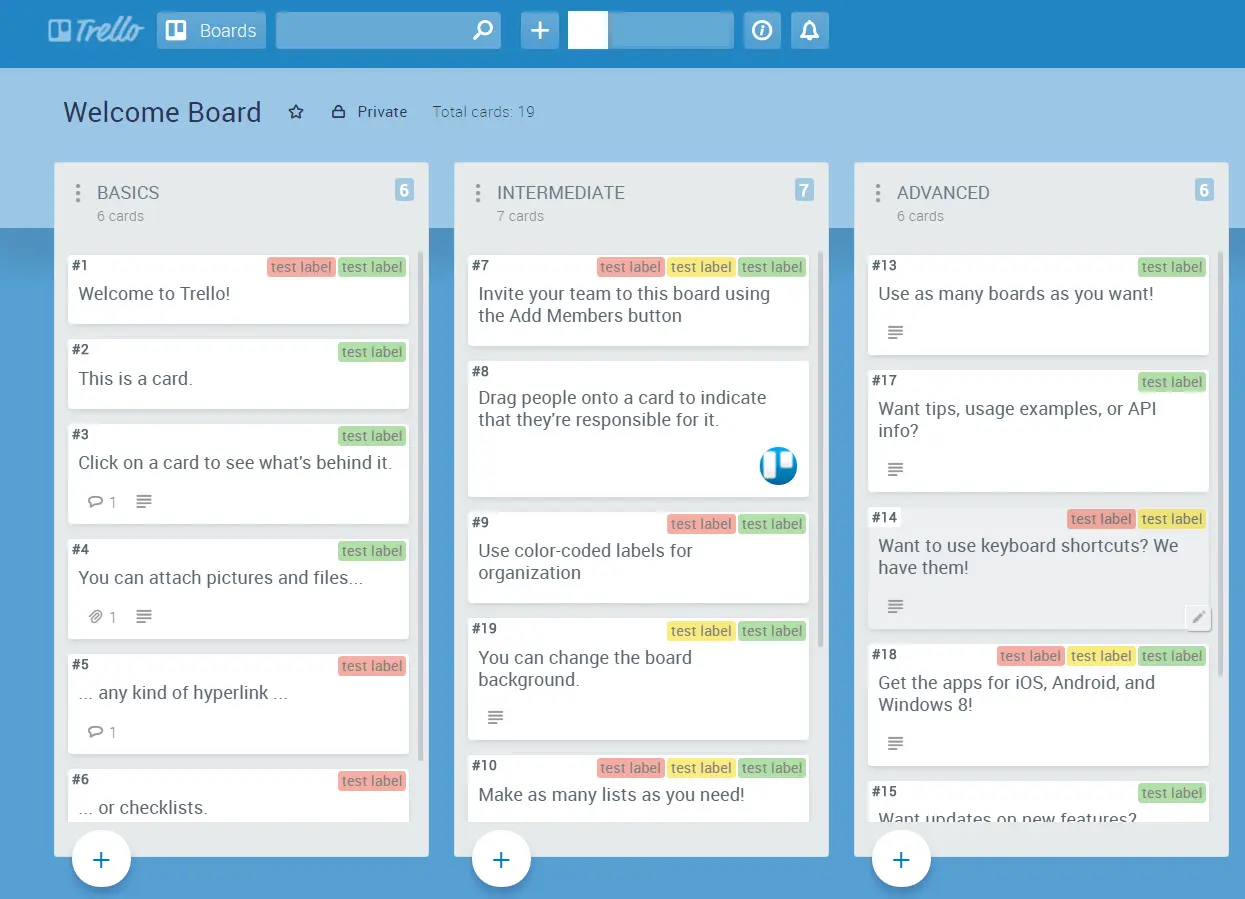 Trello
Boards
Welcome Board
Private
Total cards: 19
BASICS
6
6 cards
#1
test label
test label
Welcome to Trello!
#2
test label
This is a card.
#3
test label
Click on a card to see what's behind it.
1
#4
test label
You can attach pictures and files...
1
#5
test label
... any kind of hyperlink ...
1
#6
test label
... or checklists.
INTERMEDIATE
7
7 cards
#7
test label
test label
test label
Invite your team to this board using
the Add Members button
#8
Drag people onto a card to indicate
that they're responsible for it.
#9
test label
test label
Use color-coded labels for
organization
#19
test label
test label
You can change the board
background.
#10
test label
test label
test label
Make as many lists as you need!
ADVANCED
6
6 cards
#13
test label
Use as many boards as you want!
#17
test label
Want tips, usage examples, or API
info?
#14
test label
test label
Want to use keyboard shortcuts? We
have them!
#18
test label
test label
test label
Get the apps for iOS, Android, and
Windows 8!
#15
test label
Want updates on new features?